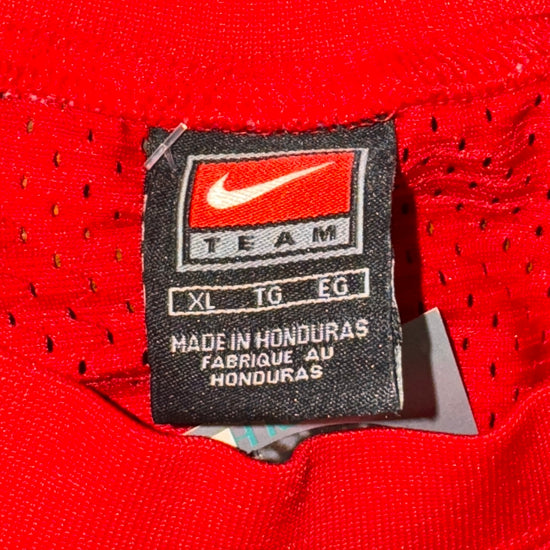 TEAM
XL TG EG
MADE IN HONDURAS
FABRIQUE AU
HONDURAS